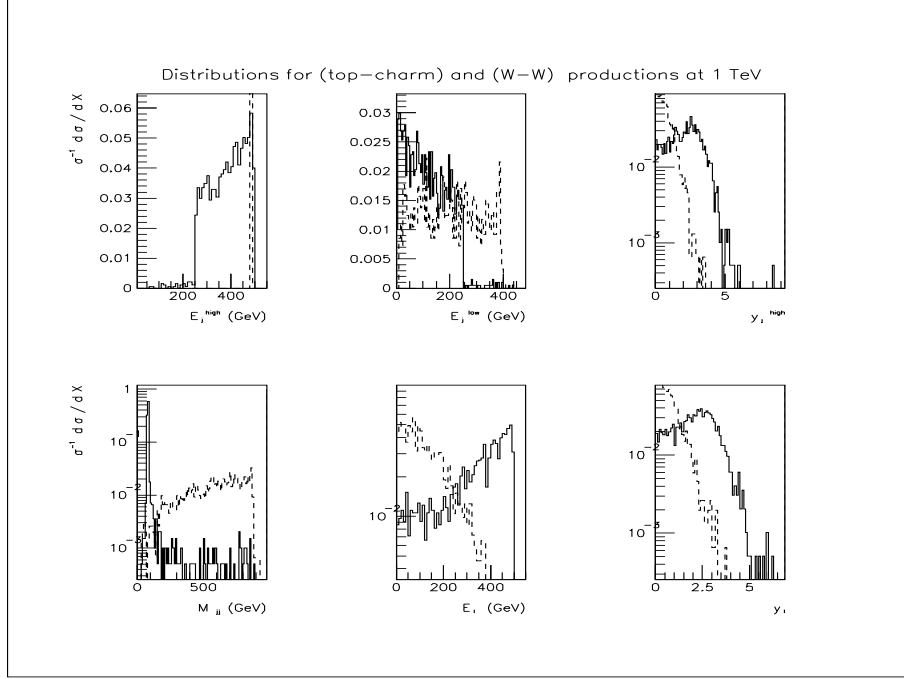 Distributions for (top-charm) and (W-W) productions at 1 TeV
σ⁻¹ dσ/dX
0.06
0.05
0.04
0.03
0.02
0.01
0
200 400
E_j^high (GeV)
0.03
0.025
0.02
0.015
0.01
0.005
0
0 200 400
E_j^low (GeV)
10⁻²
10⁻³
0 5
y_j^high
σ⁻¹ dσ/dX
1
10⁻
10⁻²
10⁻³
0 500
M_jj (GeV)
10⁻²
0 200 400
E_l (GeV)
10⁻²
10⁻³
0 2.5 5
y_l